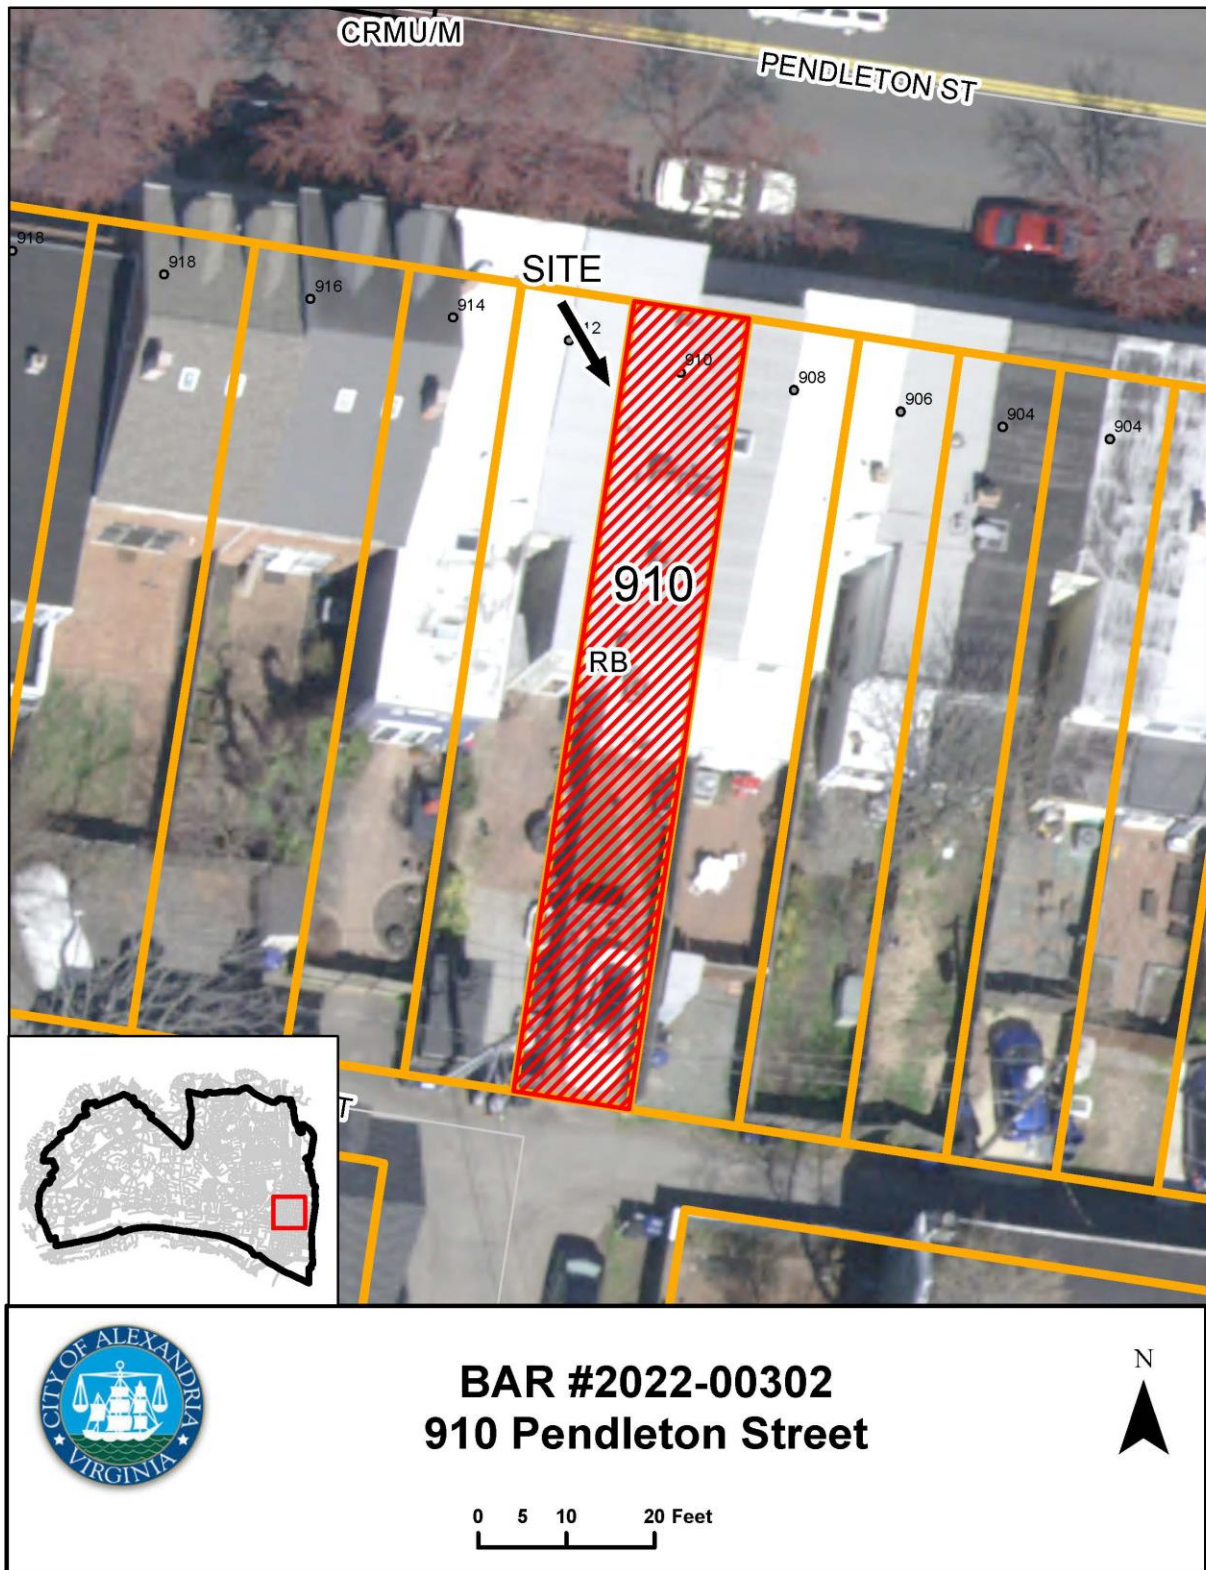 CRMU/M
PENDLETON ST
SITE
918
918
916
914
12
910
908
906
904
904
910
RB
T
CITY OF ALEXANDRIA
VIRGINIA
BAR #2022-00302
910 Pendleton Street
N
0 5 10 20 Feet